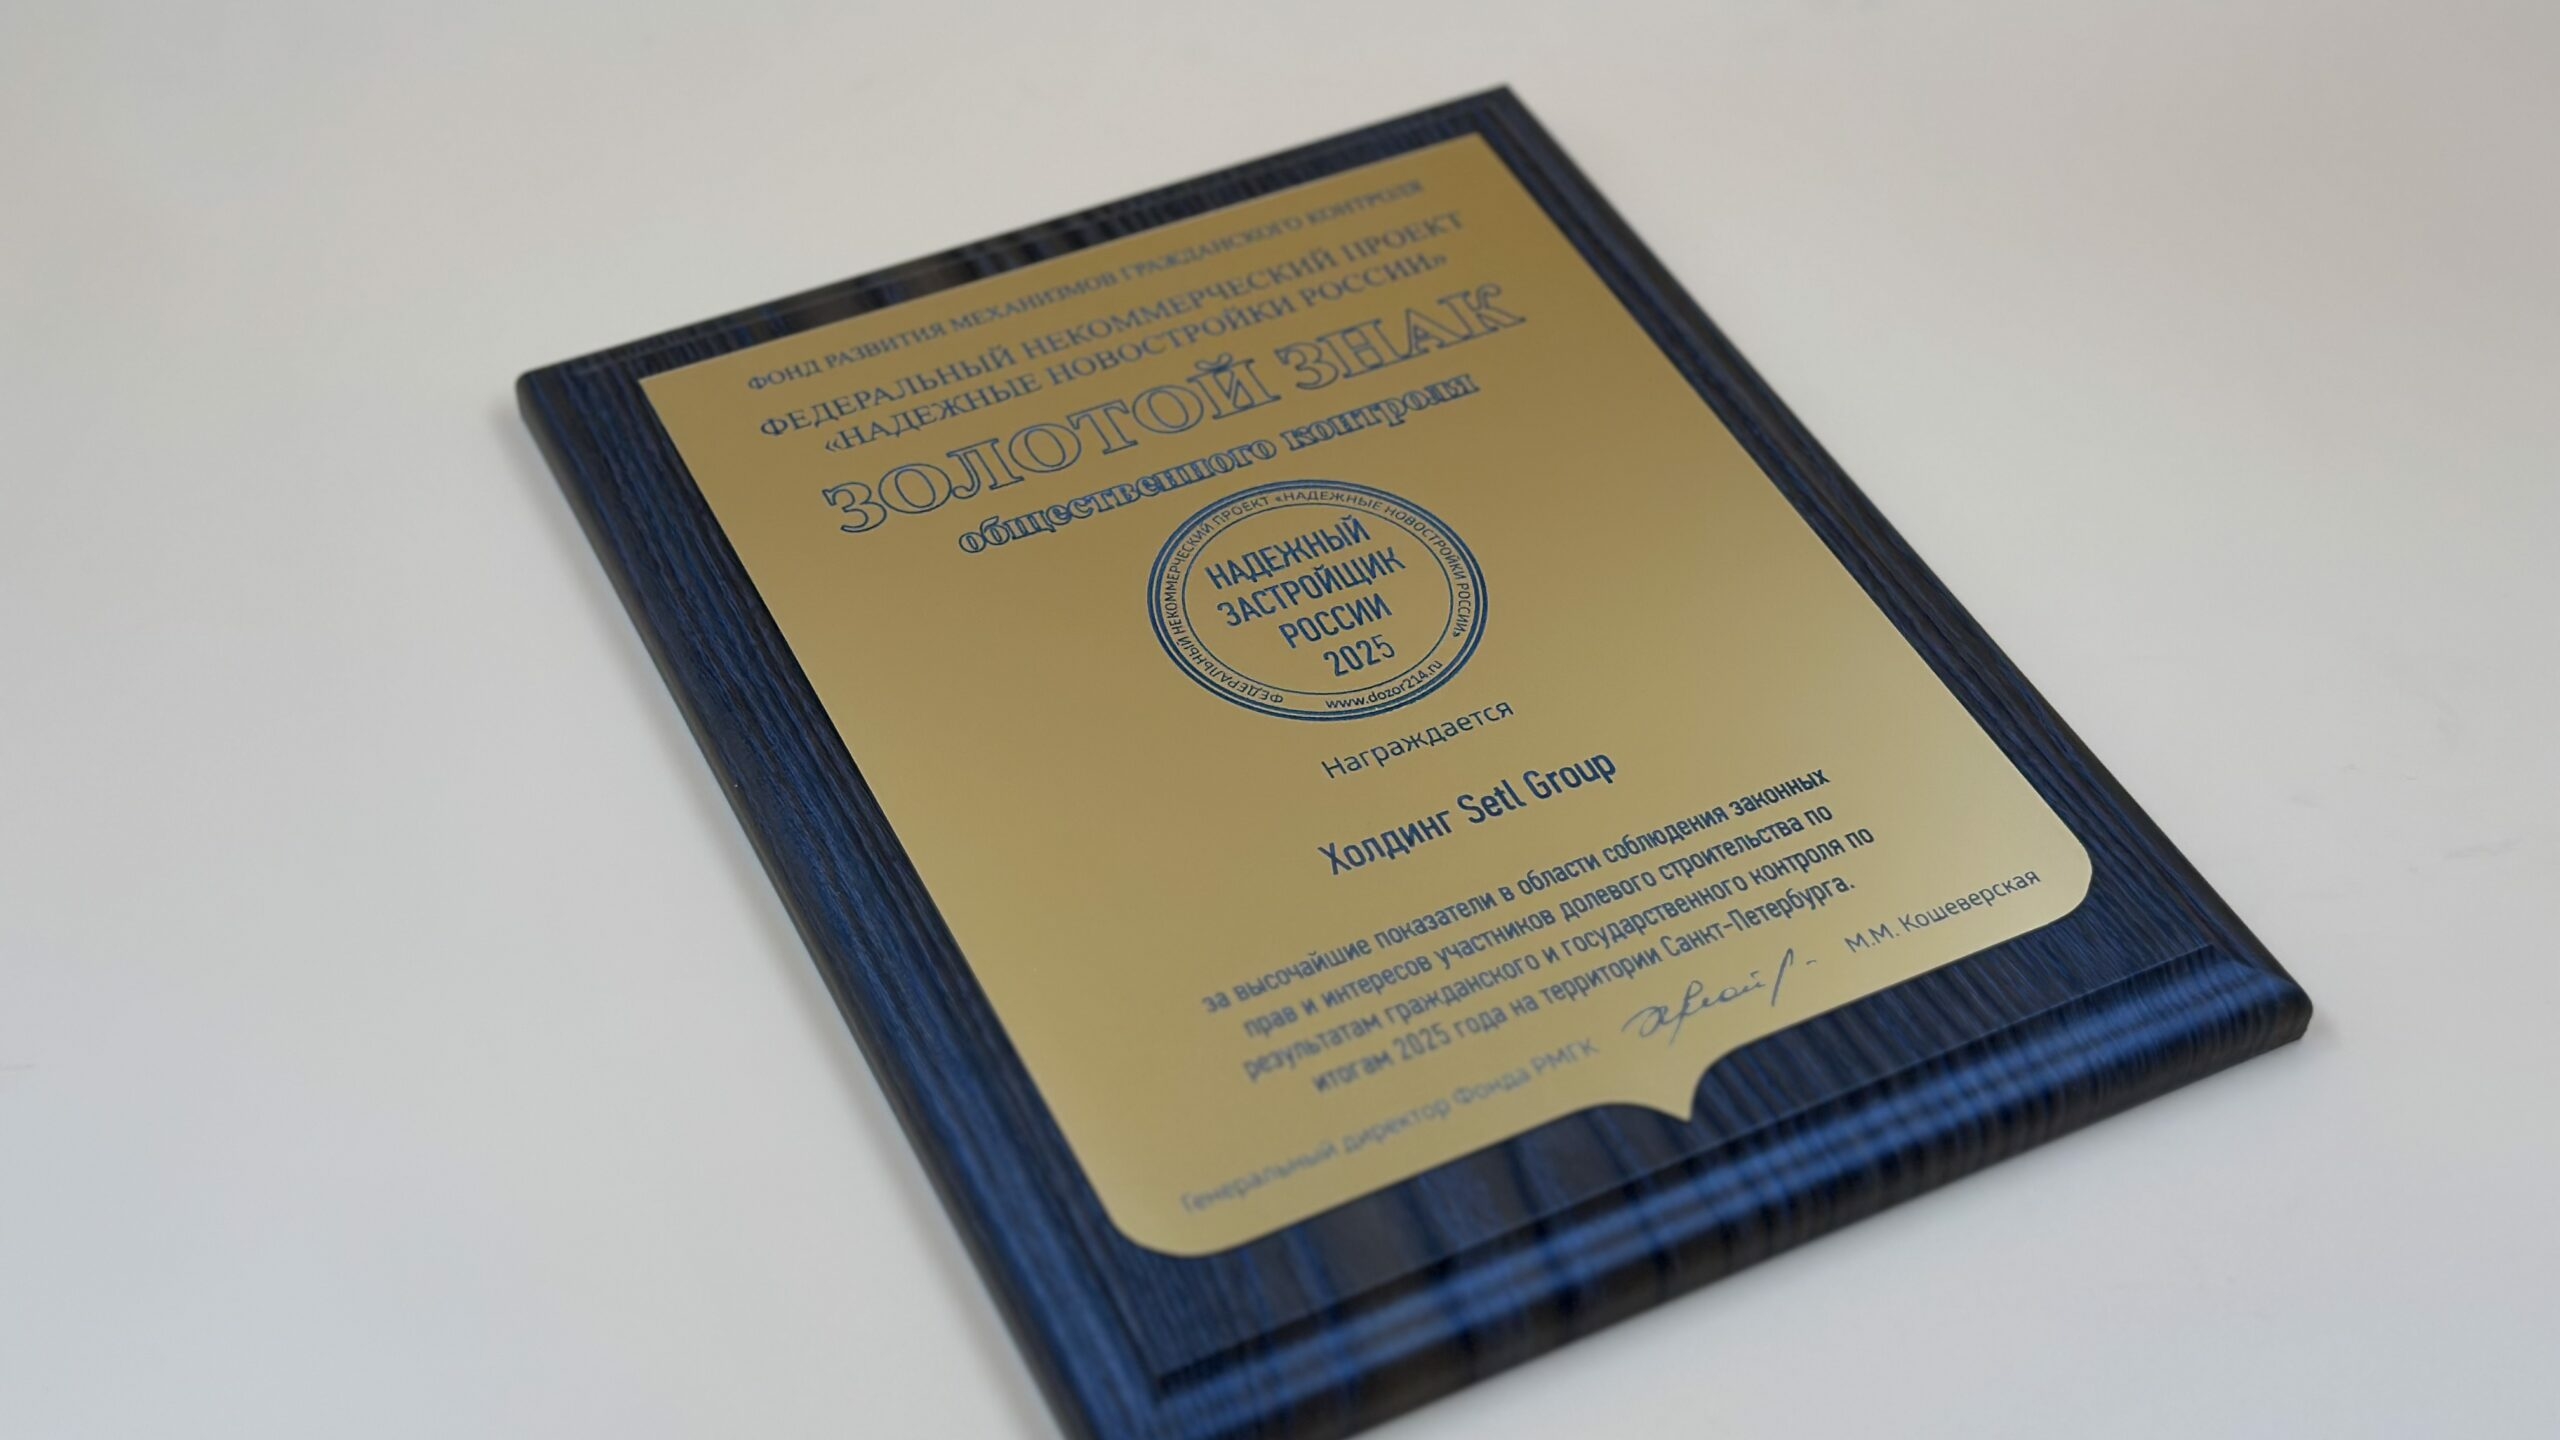 ФОНД РАЗВИТИЯ МЕХАНИЗМОВ ГРАЖДАНСКОГО КОНТРОЛЯ
ФЕДЕРАЛЬНЫЙ НЕКОММЕРЧЕСКИЙ ПРОЕКТ
«НАДЕЖНЫЕ НОВОСТРОЙКИ РОССИИ»
ЗОЛОТОЙ ЗНАК
общественного контроля
ФЕДЕРАЛЬНЫЙ НЕКОММЕРЧЕСКИЙ ПРОЕКТ «НАДЕЖНЫЕ НОВОСТРОЙКИ РОССИИ»
НАДЕЖНЫЙ
ЗАСТРОЙЩИК
РОССИИ
2025
www.dozor214.ru
Награждается
Холдинг Setl Group
за высочайшие показатели в области соблюдения законных
прав и интересов участников долевого строительства по
результатам гражданского и государственного контроля по
итогам 2025 года на территории Санкт-Петербурга.
Генеральный директор Фонда РМГК М.М. Кошеверская